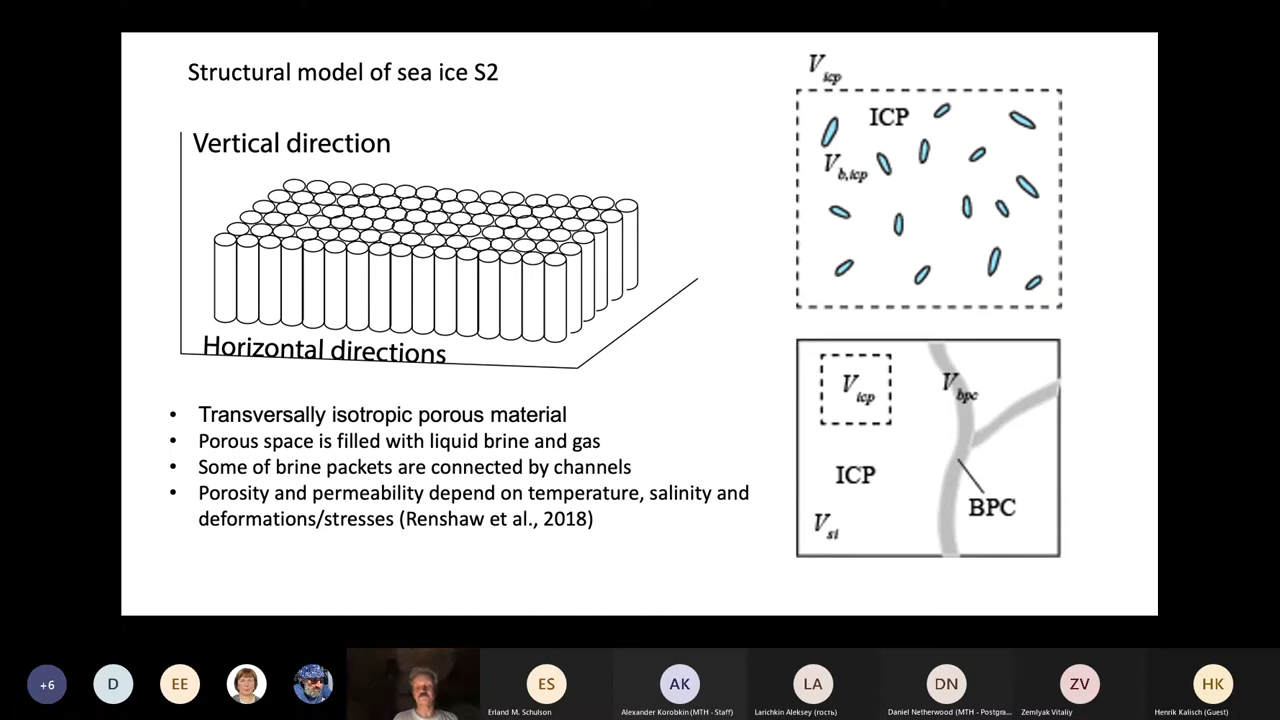 Structural model of sea ice S2
Vertical direction
Horizontal directions
• Transversally isotropic porous material
• Porous space is filled with liquid brine and gas
• Some of brine packets are connected by channels
• Porosity and permeability depend on temperature, salinity and
deformations/stresses (Renshaw et al., 2018)
V_icp
ICP
V_b,icp
V_icp
V_bpc
ICP
BPC
V_si
+6
D
EE
ES
AK
LA
DN
ZV
HK
Erland M. Schulson
Alexander Korobkin (MTH - Staff)
Larichkin Aleksey (гость)
Daniel Netherwood (MTH - Postgra...
Zemlyak Vitaliy
Henrik Kalisch (Guest)